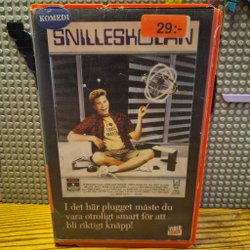 KOMEDI
29:-
SNILLESKOLAN
I det här plugget måste du
vara otroligt smart för att
bli riktigt knäpp!